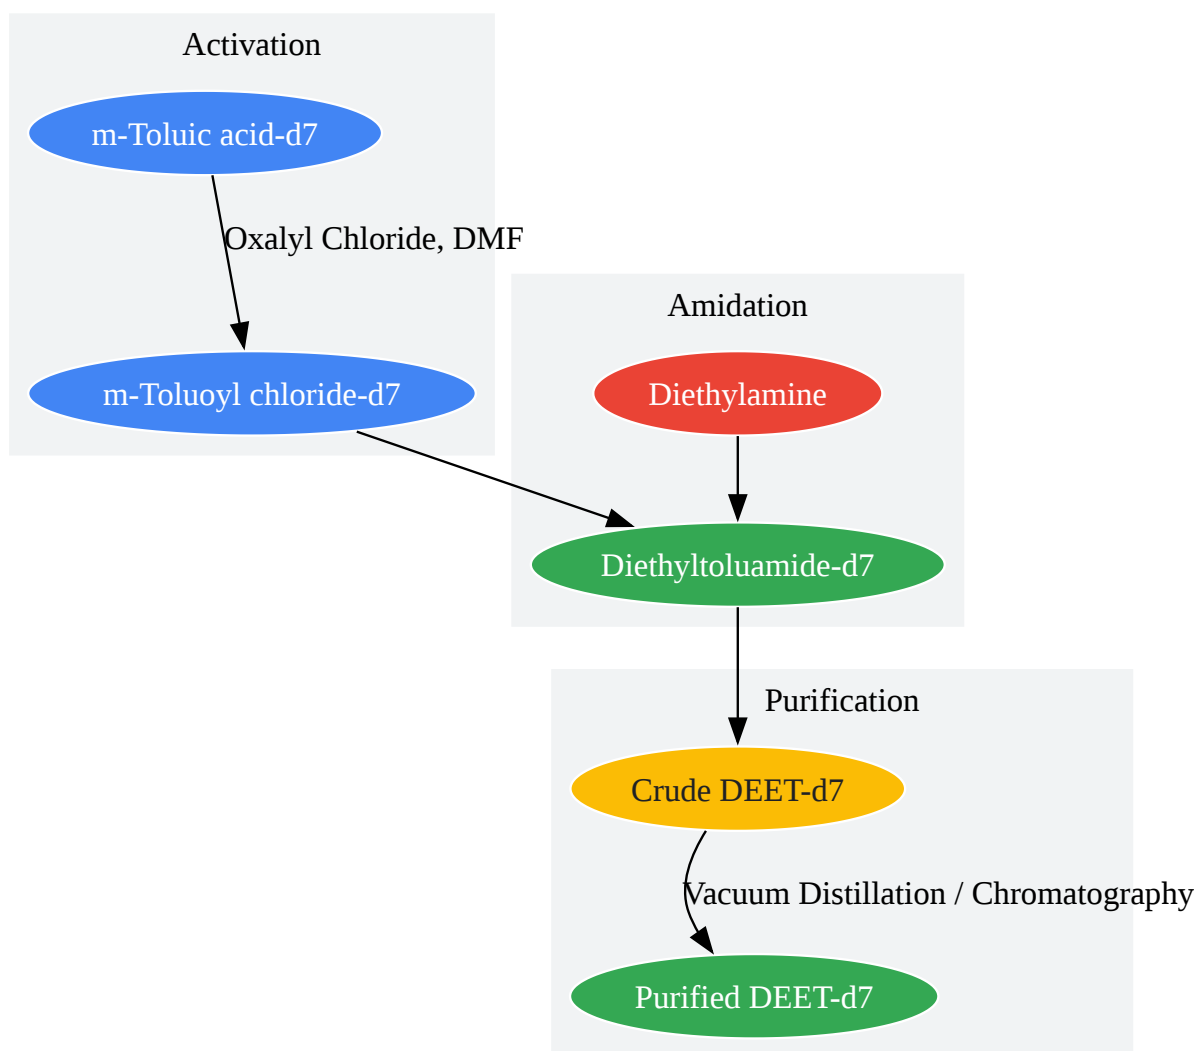 Activation
m-Toluic acid-d7
Oxalyl Chloride, DMF
m-Toluoyl chloride-d7
Amidation
Diethylamine
Diethyltoluamide-d7
Purification
Crude DEET-d7
Vacuum Distillation / Chromatography
Purified DEET-d7